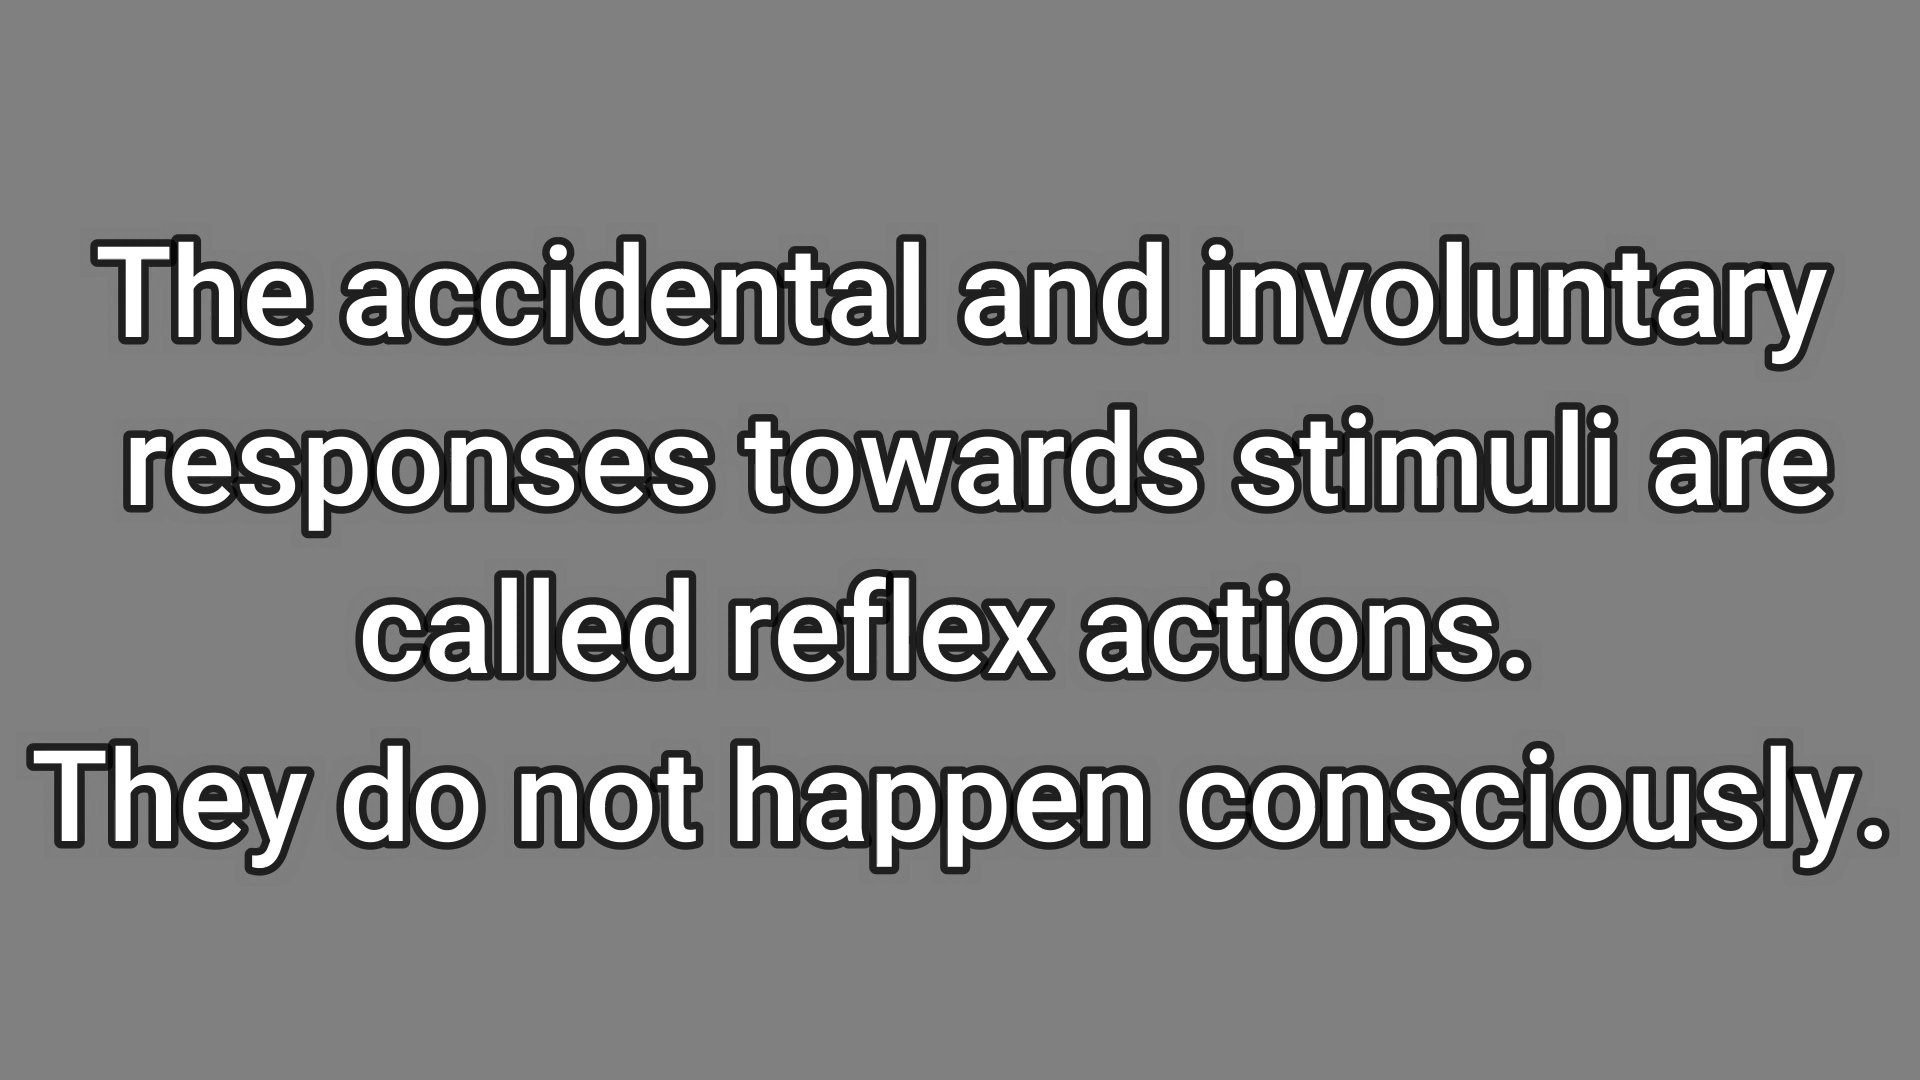 The accidental and involuntary
responses towards stimuli are
called reflex actions.
They do not happen consciously.